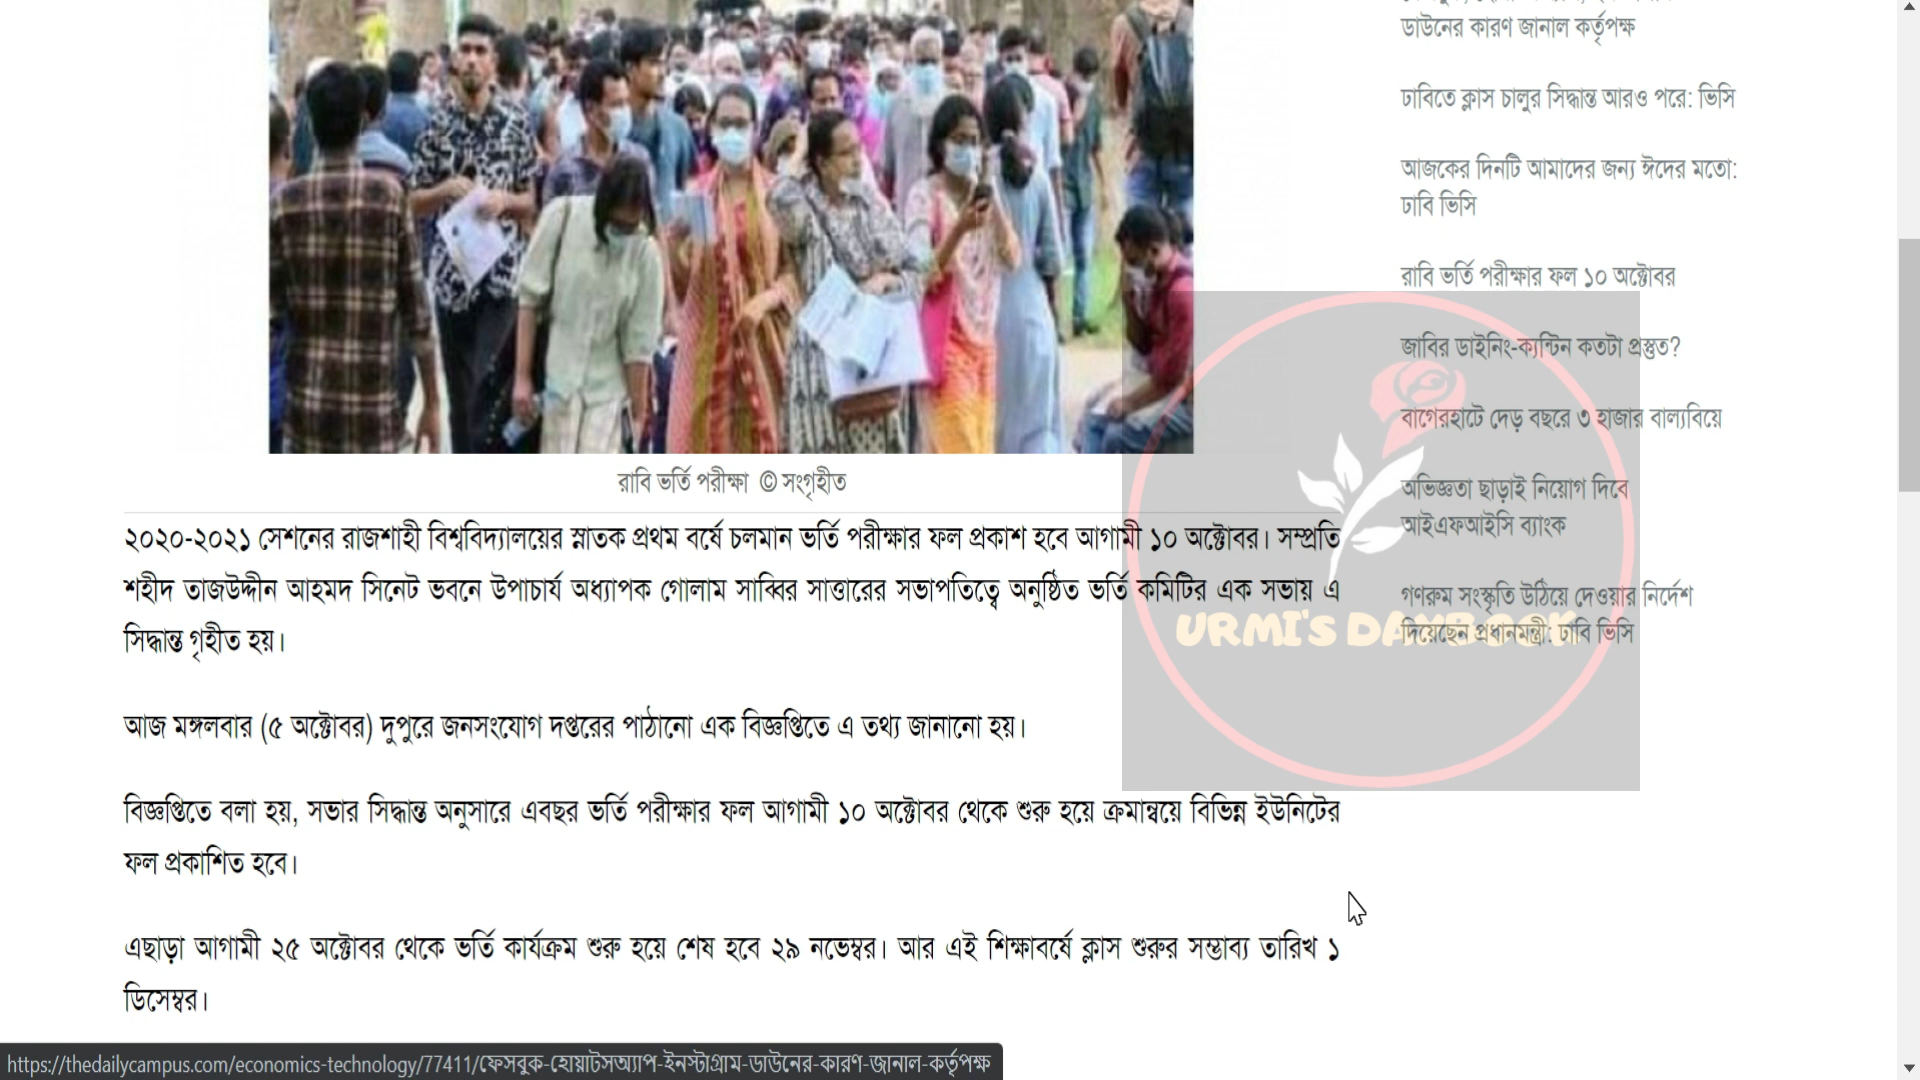 ডাউনের কারণ জানাল কর্তৃপক্ষ
ঢাবিতে ক্লাস চালুর সিদ্ধান্ত আরও পরে: ভিসি
আজকের দিনটি আমাদের জন্য ঈদের মতো:
ঢাবি ভিসি
রাবি ভর্তি পরীক্ষার ফল ১০ অক্টোবর
জাবির ডাইনিং-ক্যান্টিন কতটা প্রস্তুত?
বাগেরহাটে দেড় বছরে ৩ হাজার বাল্যবিয়ে
অভিজ্ঞতা ছাড়াই নিয়োগ দিবে
আইএফআইসি ব্যাংক
গণরুম সংস্কৃতি উঠিয়ে দেওয়ার নির্দেশ
দিয়েছেন প্রধানমন্ত্রী: ঢাবি ভিসি
রাবি ভর্তি পরীক্ষা © সংগৃহীত
২০২০-২০২১ সেশনের রাজশাহী বিশ্ববিদ্যালয়ের স্নাতক প্রথম বর্ষে চলমান ভর্তি পরীক্ষার ফল প্রকাশ হবে আগামী ১০ অক্টোবর। সম্প্রতি
শহীদ তাজউদ্দীন আহমদ সিনেট ভবনে উপাচার্য অধ্যাপক গোলাম সাব্বির সাত্তারের সভাপতিত্বে অনুষ্ঠিত ভর্তি কমিটির এক সভায় এ
সিদ্ধান্ত গৃহীত হয়।
আজ মঙ্গলবার (৫ অক্টোবর) দুপুরে জনসংযোগ দপ্তরের পাঠানো এক বিজ্ঞপ্তিতে এ তথ্য জানানো হয়।
বিজ্ঞপ্তিতে বলা হয়, সভার সিদ্ধান্ত অনুসারে এবছর ভর্তি পরীক্ষার ফল আগামী ১০ অক্টোবর থেকে শুরু হয়ে ক্রমান্বয়ে বিভিন্ন ইউনিটের
ফল প্রকাশিত হবে।
এছাড়া আগামী ২৫ অক্টোবর থেকে ভর্তি কার্যক্রম শুরু হয়ে শেষ হবে ২৯ নভেম্বর। আর এই শিক্ষাবর্ষে ক্লাস শুরুর সম্ভাব্য তারিখ ১
ডিসেম্বর।
URMI'S DAYBOOK
https://thedailycampus.com/economics-technology/77411/ফেসবুক-হোয়াটসঅ্যাপ-ইনস্টাগ্রাম-ডাউনের-কারণ-জানাল-কর্তৃপক্ষ